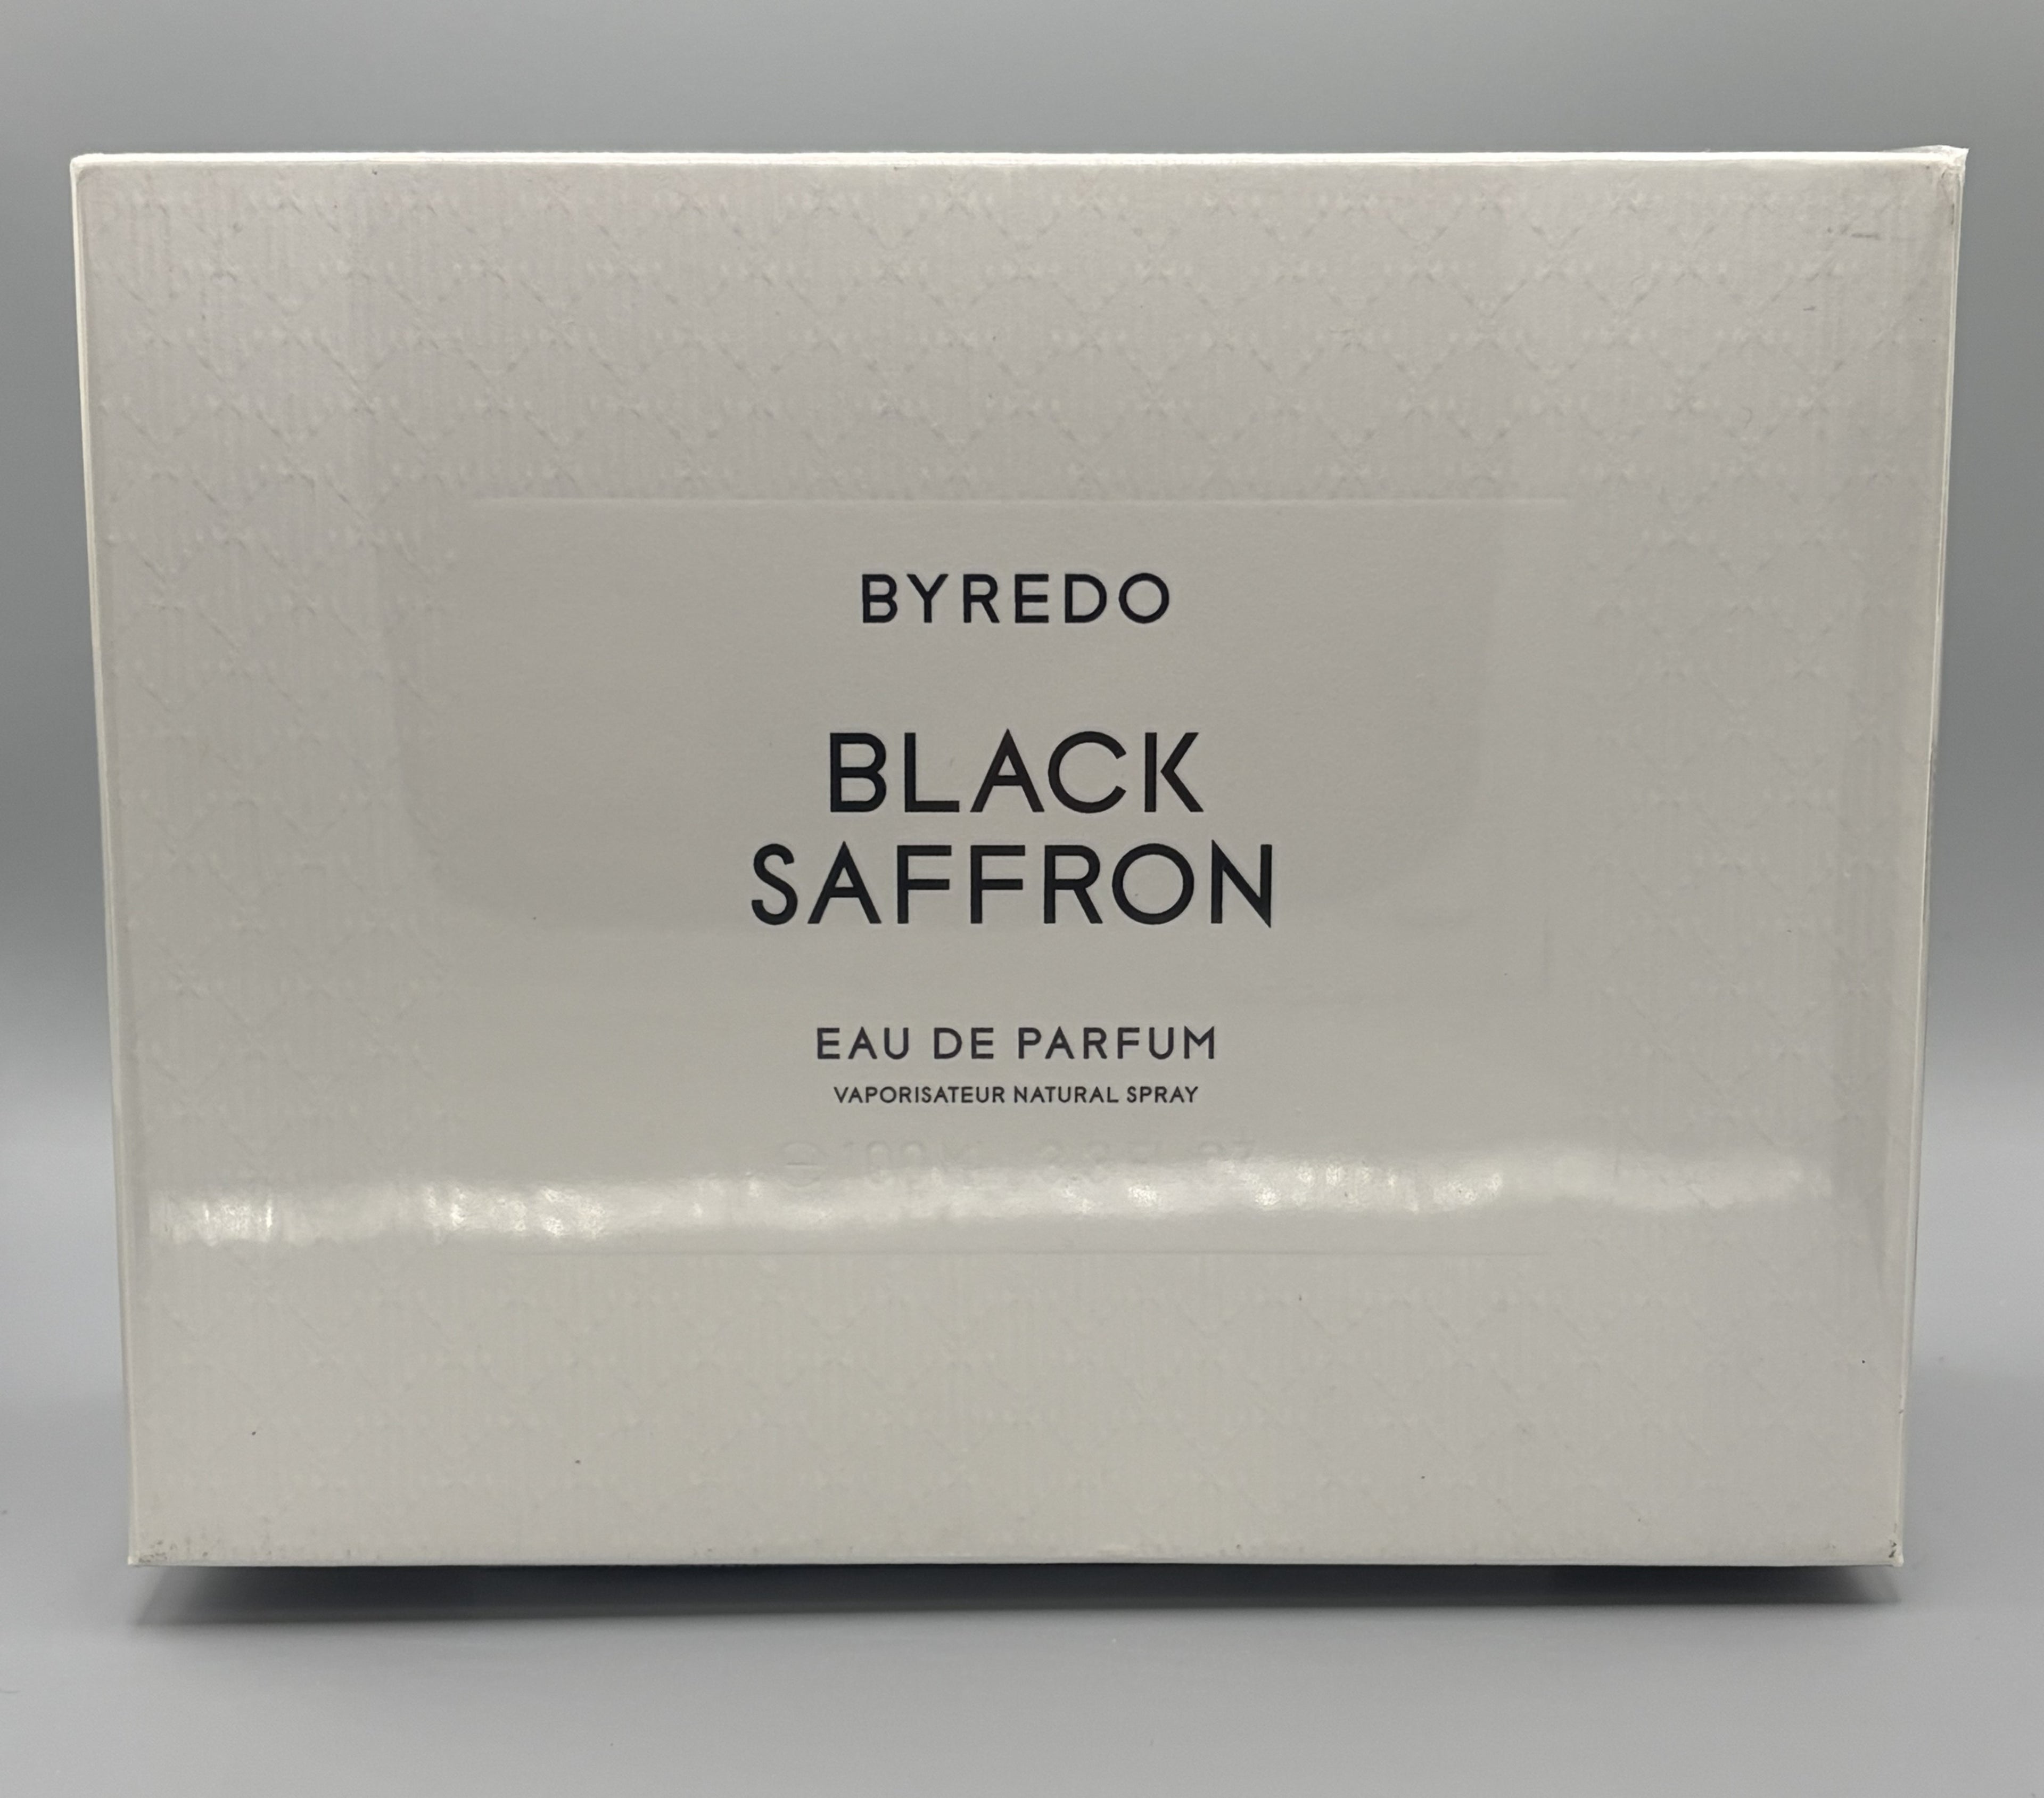 BYREDO
BLACK
SAFFRON
EAU DE PARFUM
VAPORISATEUR NATURAL SPRAY